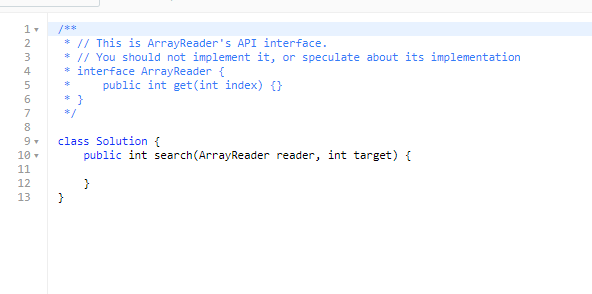 1 /**
2  * // This is ArrayReader's API interface.
3  * // You should not implement it, or speculate about its implementation
4  * interface ArrayReader {
5  *     public int get(int index) {}
6  * }
7  */
8
9 class Solution {
10     public int search(ArrayReader reader, int target) {
11
12     }
13 }